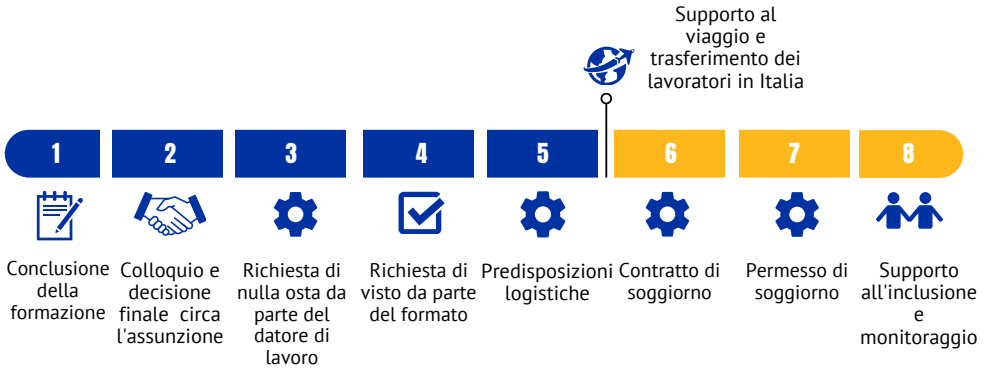 Supporto al
viaggio e
trasferimento dei
lavoratori in Italia
1
2
3
4
5
6
7
8
Conclusione
della
formazione
Colloquio e
decisione
finale circa
l'assunzione
Richiesta di
nulla osta da
parte del
datore di
lavoro
Richiesta di
visto da parte
del formato
Predisposizioni
logistiche
Contratto di
soggiorno
Permesso di
soggiorno
Supporto
all'inclusione
e
monitoraggio